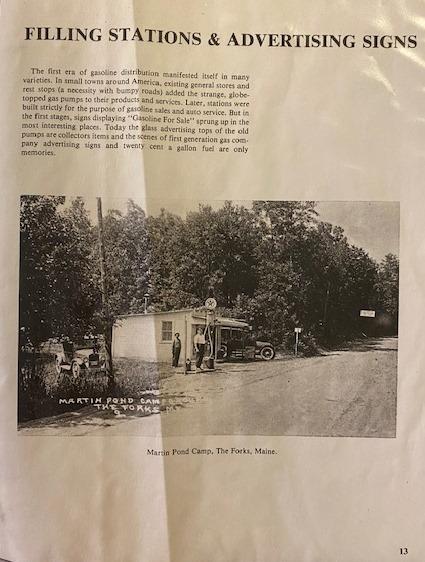 FILLING STATIONS & ADVERTISING SIGNS
The first era of gasoline distribution manifested itself in many
varieties. In small towns around America, existing general stores and
rest stops (a necessity with bumpy roads) added the strange, globe-
topped gas pumps to their products and services. Later, stations were
built strictly for the purpose of gasoline sales and auto service. But in
the first stages, signs displaying "Gasoline For Sale" sprung up in the
most interesting places. Today the glass advertising tops of the old
pumps are collectors items and the scenes of first generation gas com-
pany advertising signs and twenty cent a gallon fuel are only
memories.
MARTIN POND CAMP
THE FORKS ME
Martin Pond Camp, The Forks, Maine.
13